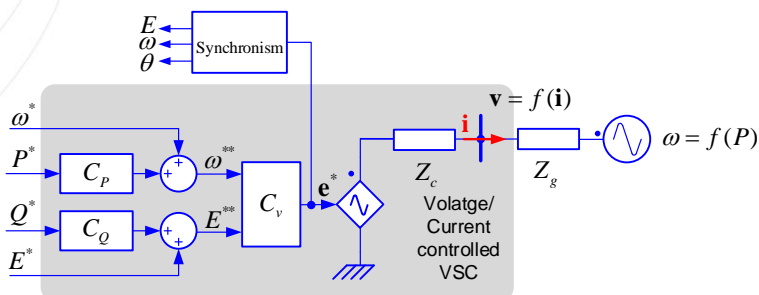 E
ω
θ
Synchronism
v = f(i)
i
ω = f(P)
Z_c
Z_g
ω*
P*
C_P
+
+
ω**
Q*
C_Q
+
+
E**
E*
C_v
e*
Volatge/
Current
controlled
VSC